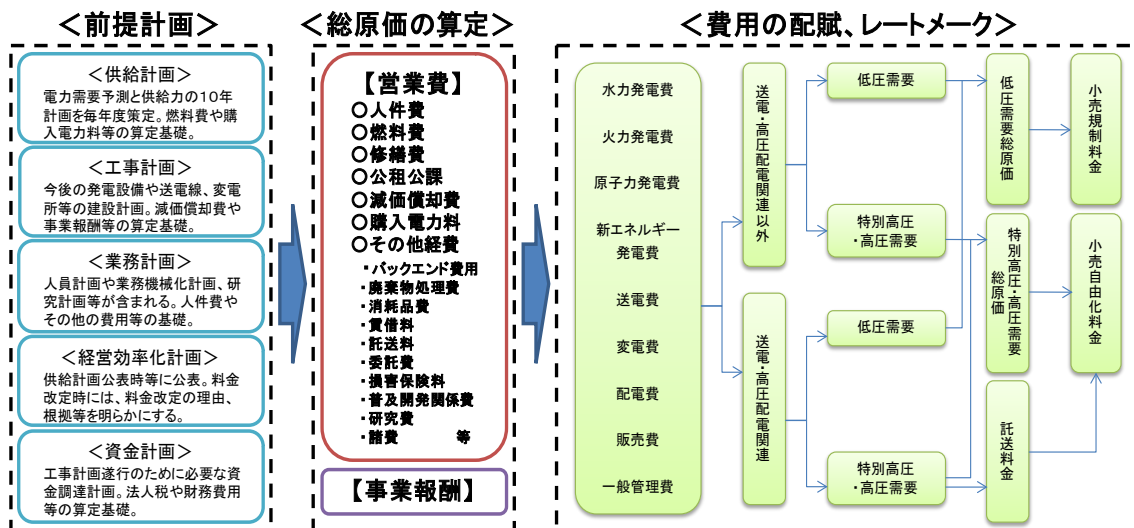 ＜前提計画＞
＜供給計画＞
電力需要予測と供給力の１０年
計画を毎年度策定。燃料費や購
入電力料等の算定基礎。
＜工事計画＞
今後の発電設備や送電線、変電
所等の建設計画。減価償却費や
事業報酬等の算定基礎。
＜業務計画＞
人員計画や業務機械化計画、研
究計画等が含まれる。人件費や
その他の費用等の基礎。
＜経営効率化計画＞
供給計画公表時等に公表。料金
改定時には、料金改定の理由、
根拠等を明らかにする。
＜資金計画＞
工事計画遂行のために必要な資
金調達計画。法人税や財務費用
等の算定基礎。
＜総原価の算定＞
【営業費】
○人件費
○燃料費
○修繕費
○公租公課
○減価償却費
○購入電力料
○その他経費
・バックエンド費用
・廃棄物処理費
・消耗品費
・賃借料
・託送料
・委託費
・損害保険料
・普及開発関係費
・研究費
・諸費　　　等
【事業報酬】
＜費用の配賦、レートメーク＞
水力発電費
火力発電費
原子力発電費
新エネルギー
発電費
送電費
変電費
配電費
販売費
一般管理費
送電・高圧配電関連以外
送電・高圧配電関連
低圧需要
特別高圧
・高圧需要
低圧需要
特別高圧
・高圧需要
低圧需要総原価
特別高圧・高圧需要
総原価
託送料金
小売規制料金
小売自由化料金